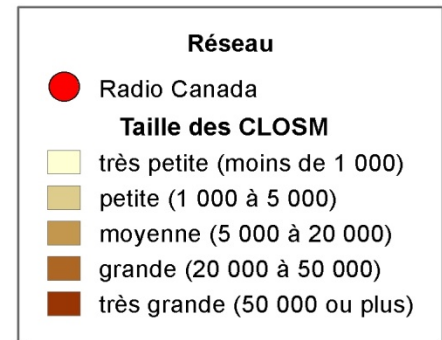 Réseau
Radio Canada
Taille des CLOSM
très petite (moins de 1 000)
petite (1 000 à 5 000)
moyenne (5 000 à 20 000)
grande (20 000 à 50 000)
très grande (50 000 ou plus)